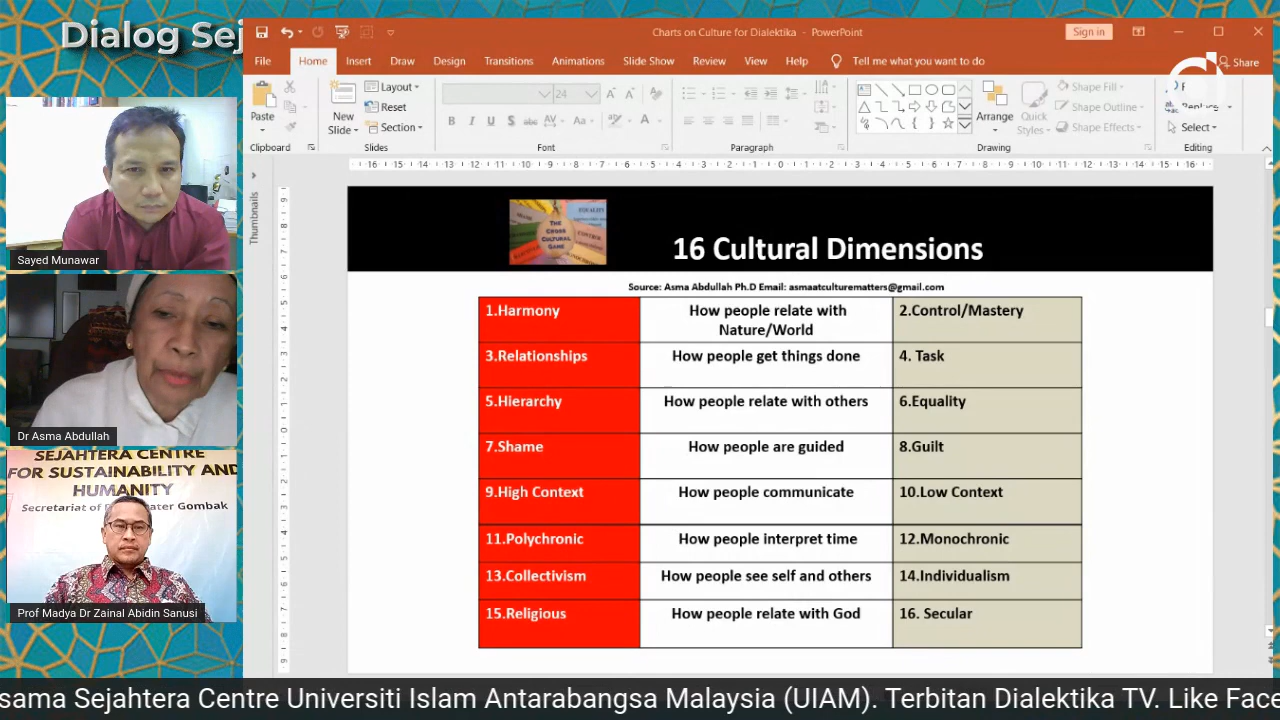 Dialog Sej
Charts on Culture for Dialektika - PowerPoint
Sign in
File
Home
Insert
Draw
Design
Transitions
Animations
Slide Show
Review
View
Help
Tell me what you want to do
Share
Paste
New
Slide
Layout
Reset
Section
24
Arrange
Quick
Styles
Shape Fill
Shape Outline
Shape Effects
Replace
Select
Clipboard
Slides
Font
Paragraph
Drawing
Editing
Thumbnails
Sayed Munawar
Dr Asma Abdullah
SEJAHTERA CENTRE
FOR SUSTAINABILITY AND
HUMANITY
Secretariat of
ater Gombak
Prof Madya Dr Zainal Abidin Sanusi
THE
CROSS
CULTURAL
GAME
16 Cultural Dimensions
Source: Asma Abdullah Ph.D Email: asmaatculturematters@gmail.com
1.Harmony
How people relate with
Nature/World
2.Control/Mastery
3.Relationships
How people get things done
4. Task
5.Hierarchy
How people relate with others
6.Equality
7.Shame
How people are guided
8.Guilt
9.High Context
How people communicate
10.Low Context
11.Polychronic
How people interpret time
12.Monochronic
13.Collectivism
How people see self and others
14.Individualism
15.Religious
How people relate with God
16. Secular
sama Sejahtera Centre Universiti Islam Antarabangsa Malaysia (UIAM). Terbitan Dialektika TV. Like Face